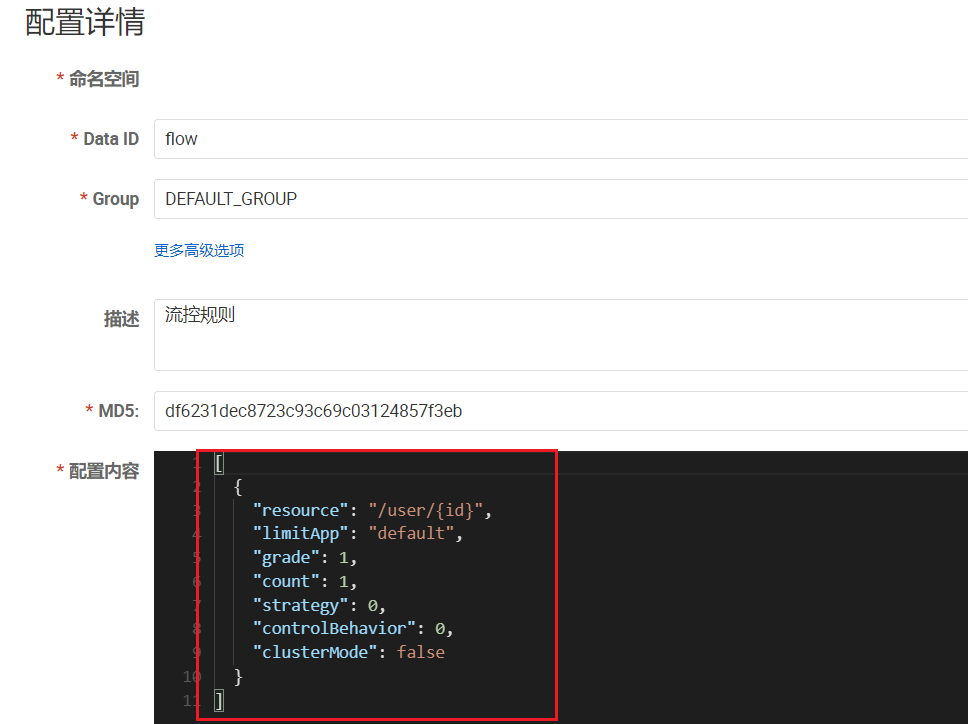 配置详情
* 命名空间
* Data ID
flow
* Group
DEFAULT_GROUP
更多高级选项
描述
流控规则
* MD5:
df6231dec8723c93c69c03124857f3eb
* 配置内容
1 [
2 {
3 "resource": "/user/{id}",
4 "limitApp": "default",
5 "grade": 1,
6 "count": 1,
7 "strategy": 0,
8 "controlBehavior": 0,
9 "clusterMode": false
10 }
11 ]